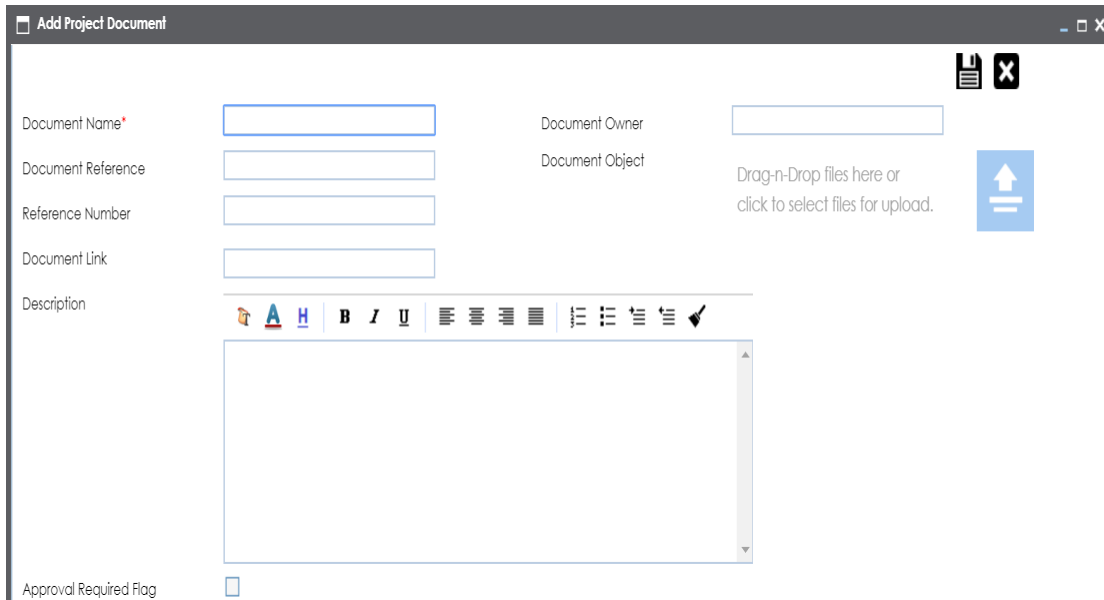 Add Project Document
Document Name*
Document Owner
Document Reference
Document Object
Drag-n-Drop files here or
click to select files for upload.
Reference Number
Document Link
Description
A H B I U
Approval Required Flag